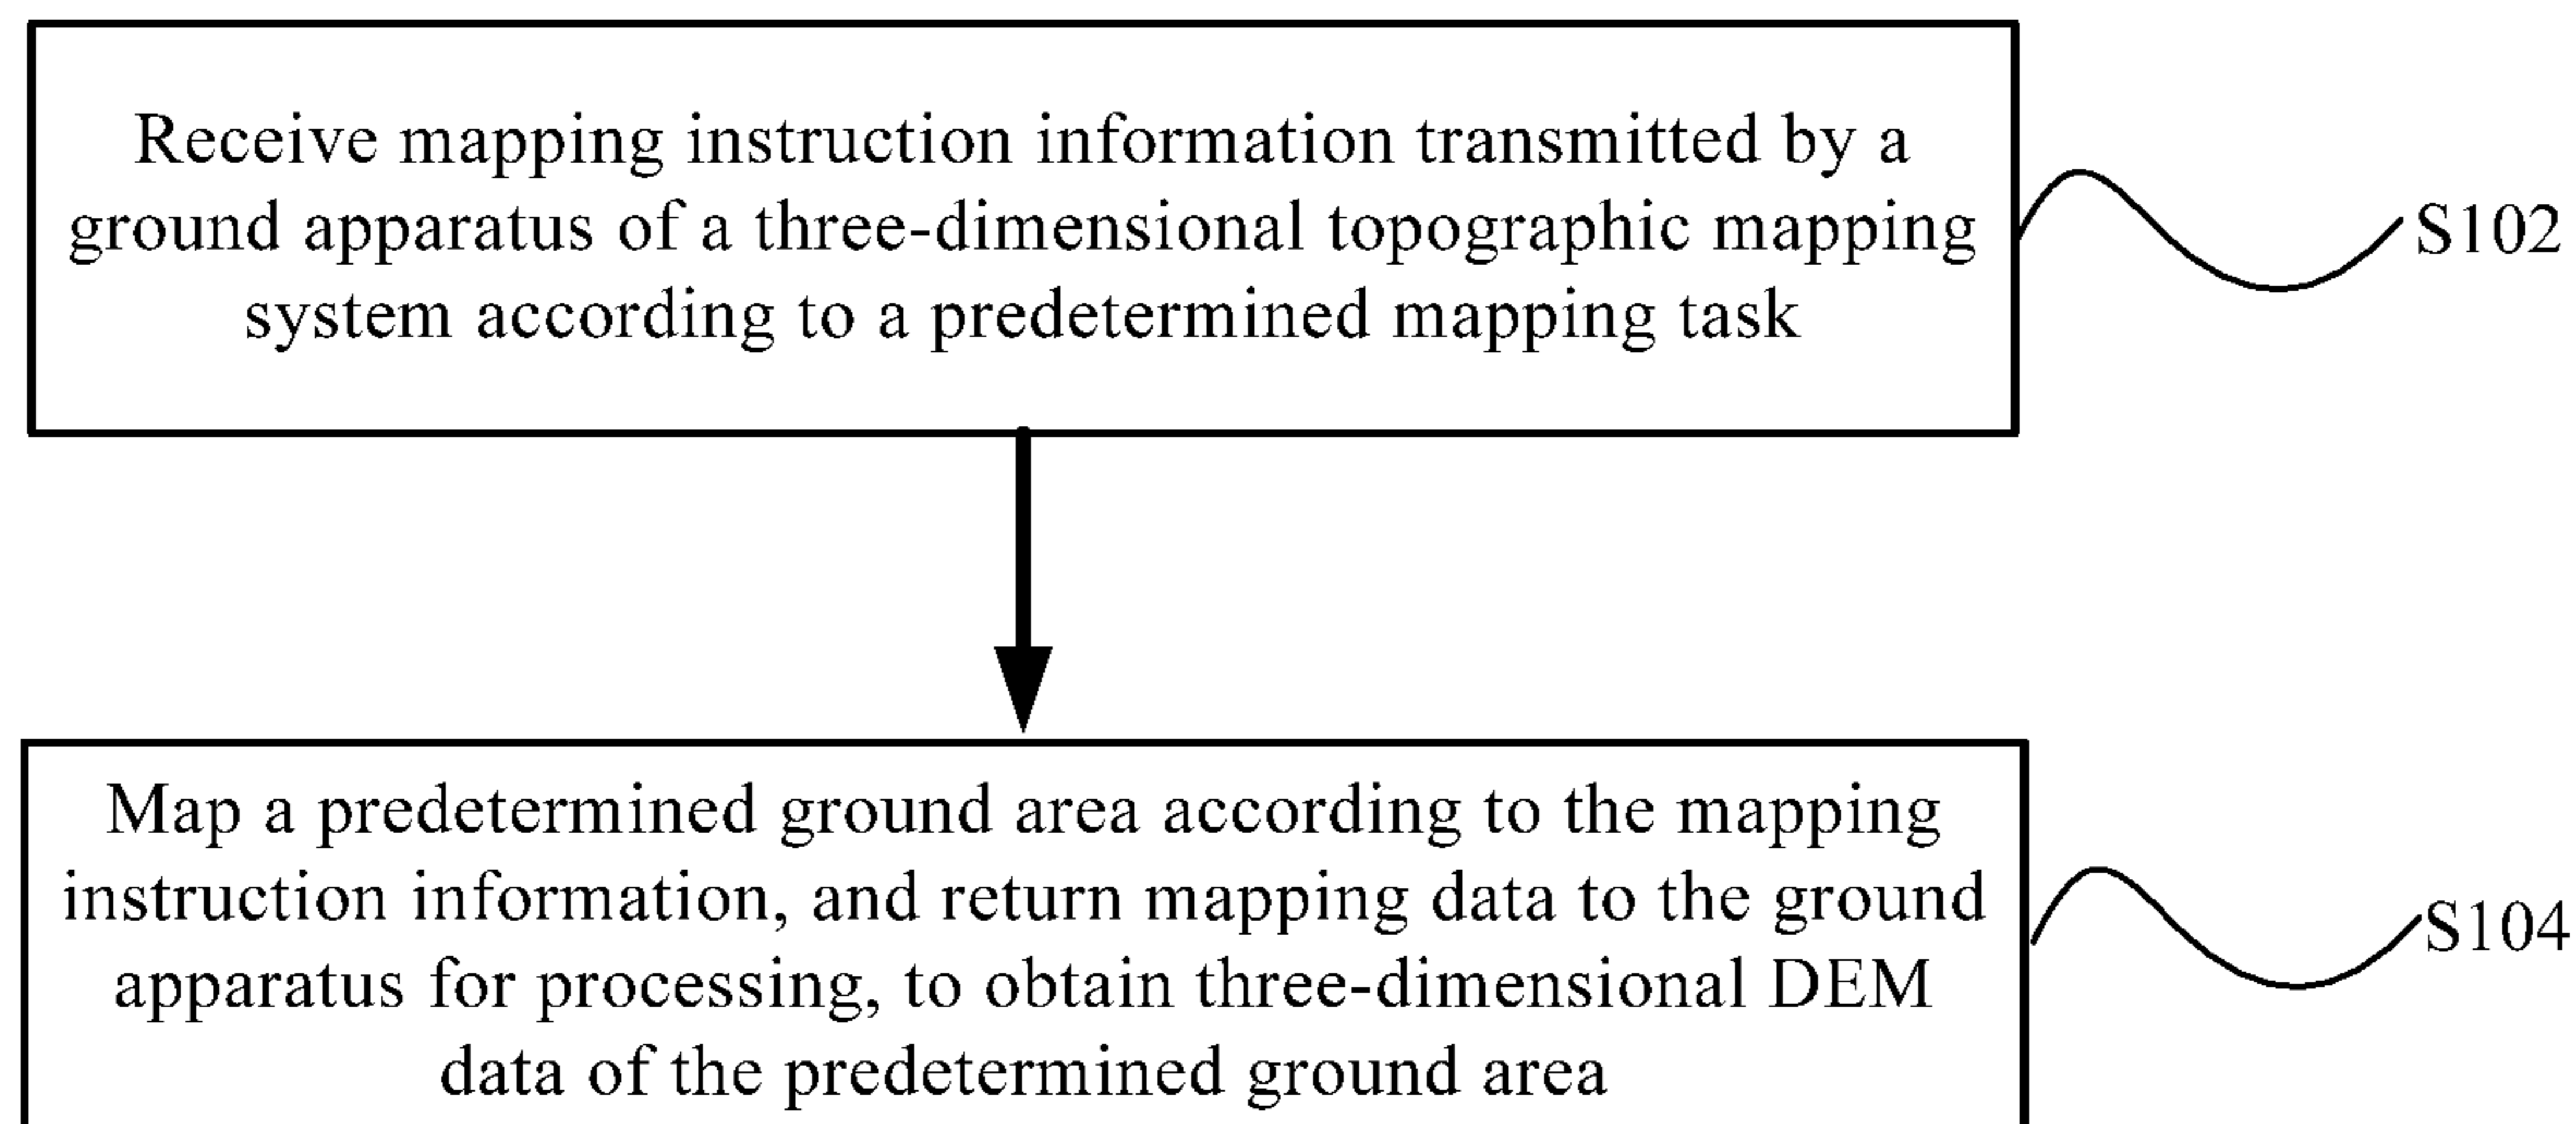 Receive mapping instruction information transmitted by a
ground apparatus of a three-dimensional topographic mapping
system according to a predetermined mapping task
S102
Map a predetermined ground area according to the mapping
instruction information, and return mapping data to the ground
apparatus for processing, to obtain three-dimensional DEM
data of the predetermined ground area
S104